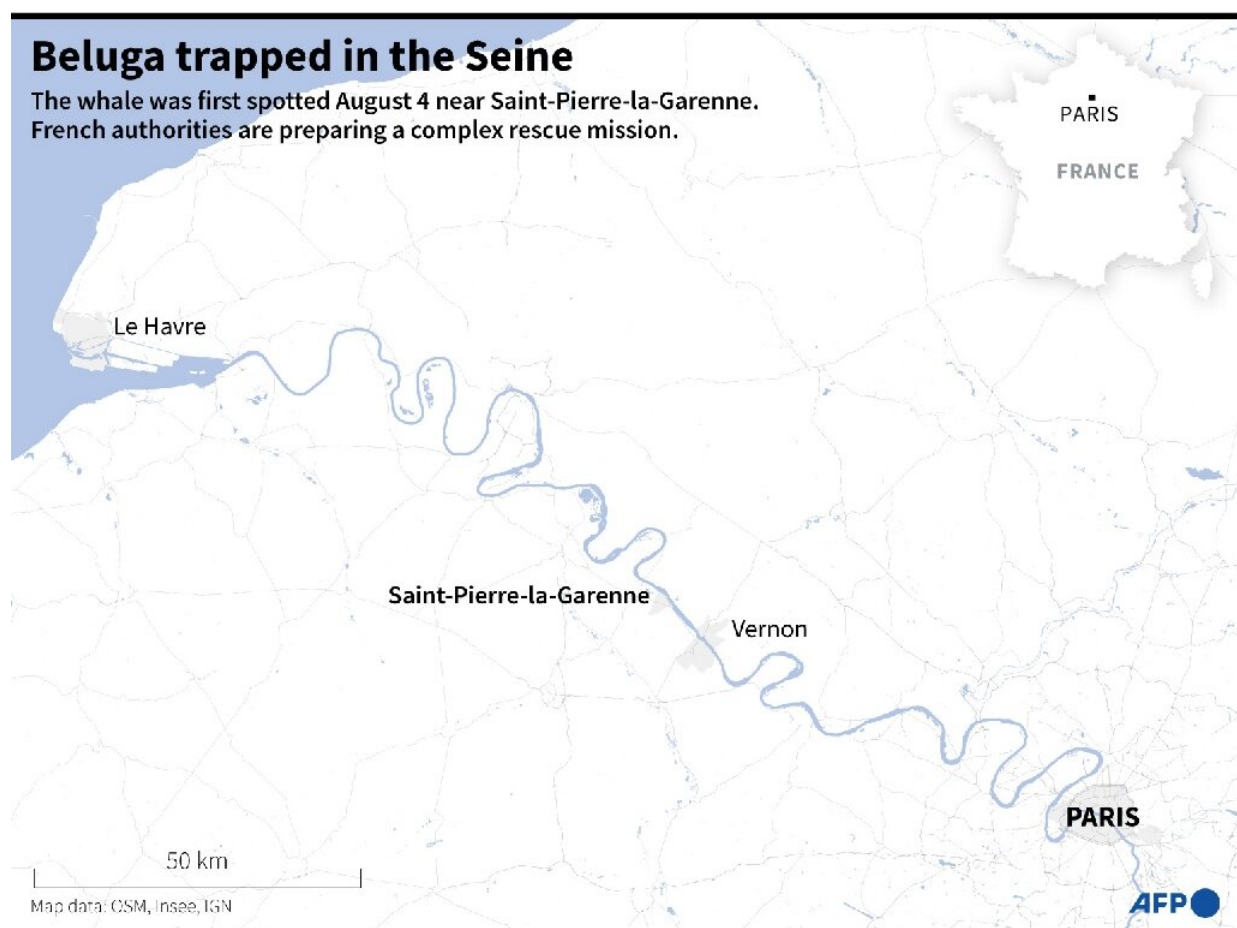 Beluga trapped in the Seine
The whale was first spotted August 4 near Saint-Pierre-la-Garenne.
French authorities are preparing a complex rescue mission.
PARIS
FRANCE
Le Havre
Saint-Pierre-la-Garenne
Vernon
PARIS
50 km
Map data: OSM, Insee, IGN
AFP